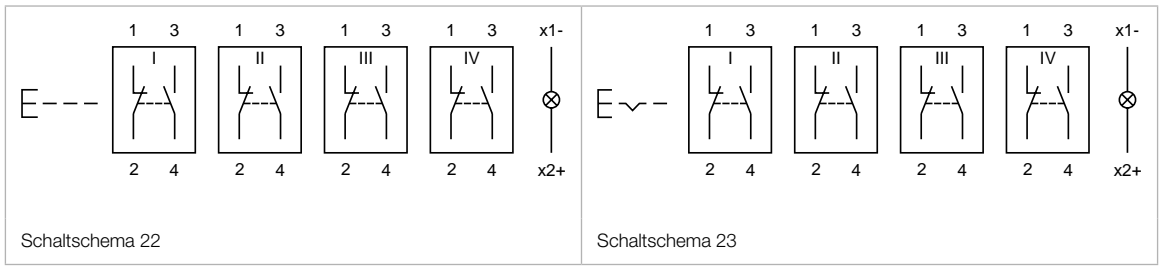 1 3 1 3 1 3 1 3 x1- 1 3 1 3 1 3 1 3 x1-
I II III IV I II III IV
2 4 2 4 2 4 2 4 x2+ 2 4 2 4 2 4 2 4 x2+
Schaltschema 22 Schaltschema 23